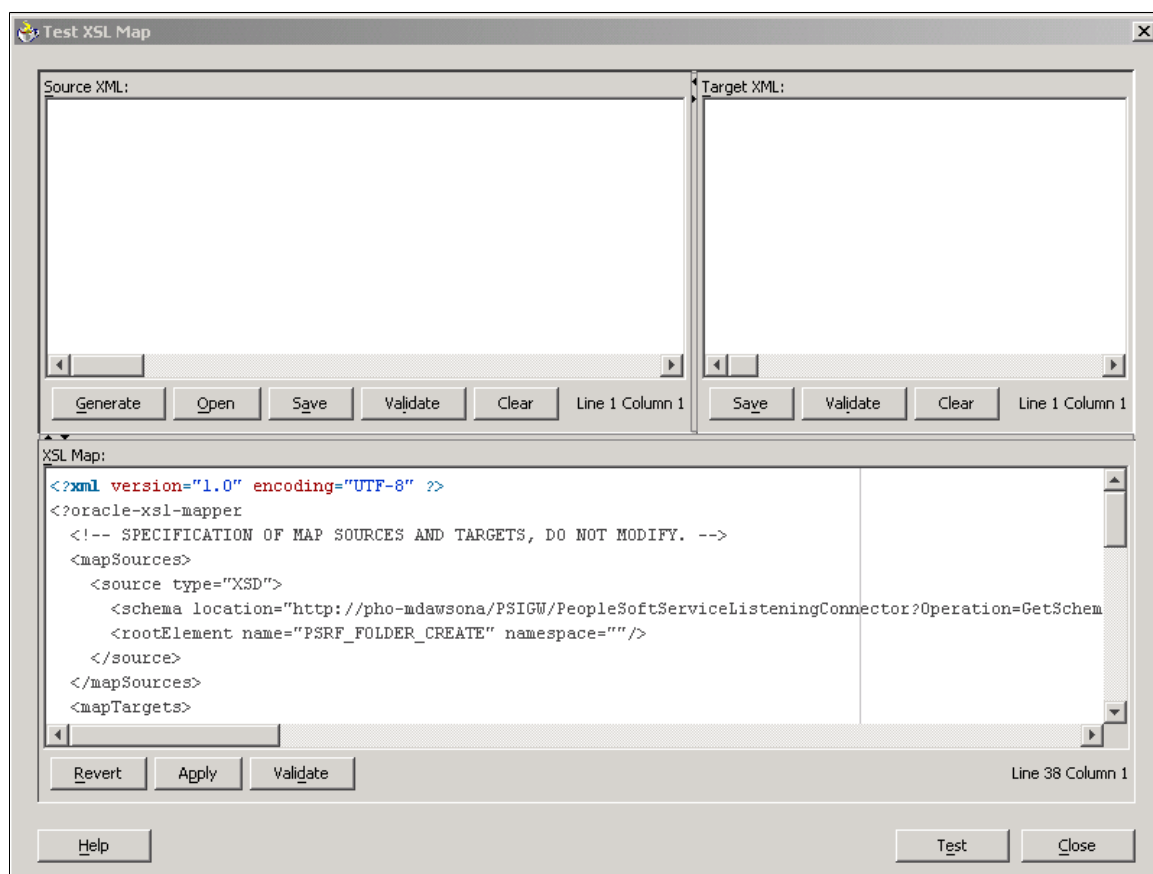 Test XSL Map
Source XML:
Target XML:
Generate Open Save Validate Clear Line 1 Column 1
Save Validate Clear Line 1 Column 1
XSL Map:
<?xml version="1.0" encoding="UTF-8" ?>
<?oracle-xsl-mapper
<!-- SPECIFICATION OF MAP SOURCES AND TARGETS, DO NOT MODIFY. -->
<mapSources>
<source type="XSD">
<schema location="http://pho-mdawsona/PSIGW/PeopleSoftServiceListeningConnector?Operation=GetSchem
<rootElement name="PSRF_FOLDER_CREATE" namespace=""/>
</source>
</mapSources>
<mapTargets>
Revert Apply Validate Line 38 Column 1
Help Test Close